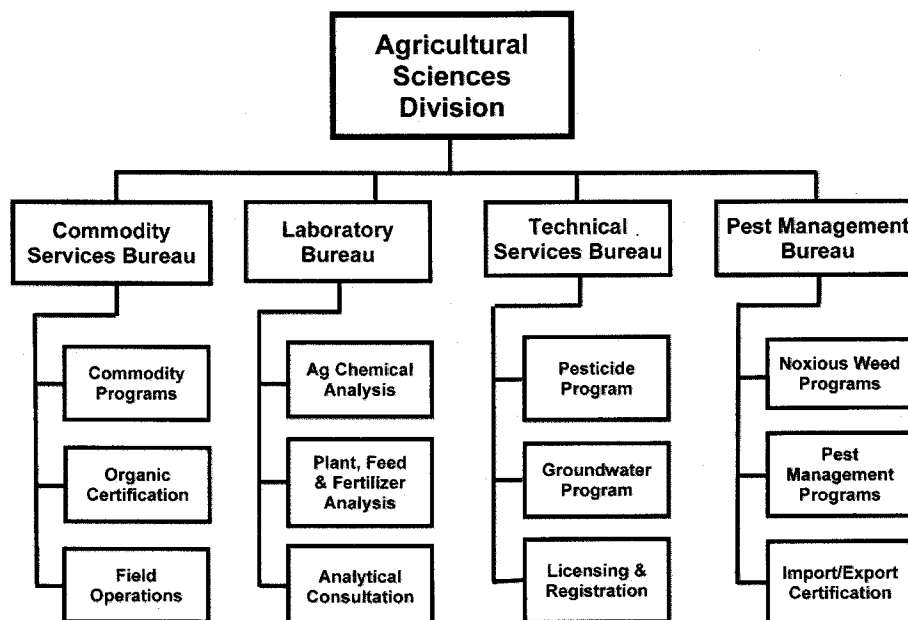 Agricultural
Sciences
Division
Commodity
Services Bureau
Laboratory
Bureau
Technical
Services Bureau
Pest Management
Bureau
Commodity
Programs
Organic
Certification
Field
Operations
Ag Chemical
Analysis
Plant, Feed
& Fertilizer
Analysis
Analytical
Consultation
Pesticide
Program
Groundwater
Program
Licensing &
Registration
Noxious Weed
Programs
Pest
Management
Programs
Import/Export
Certification